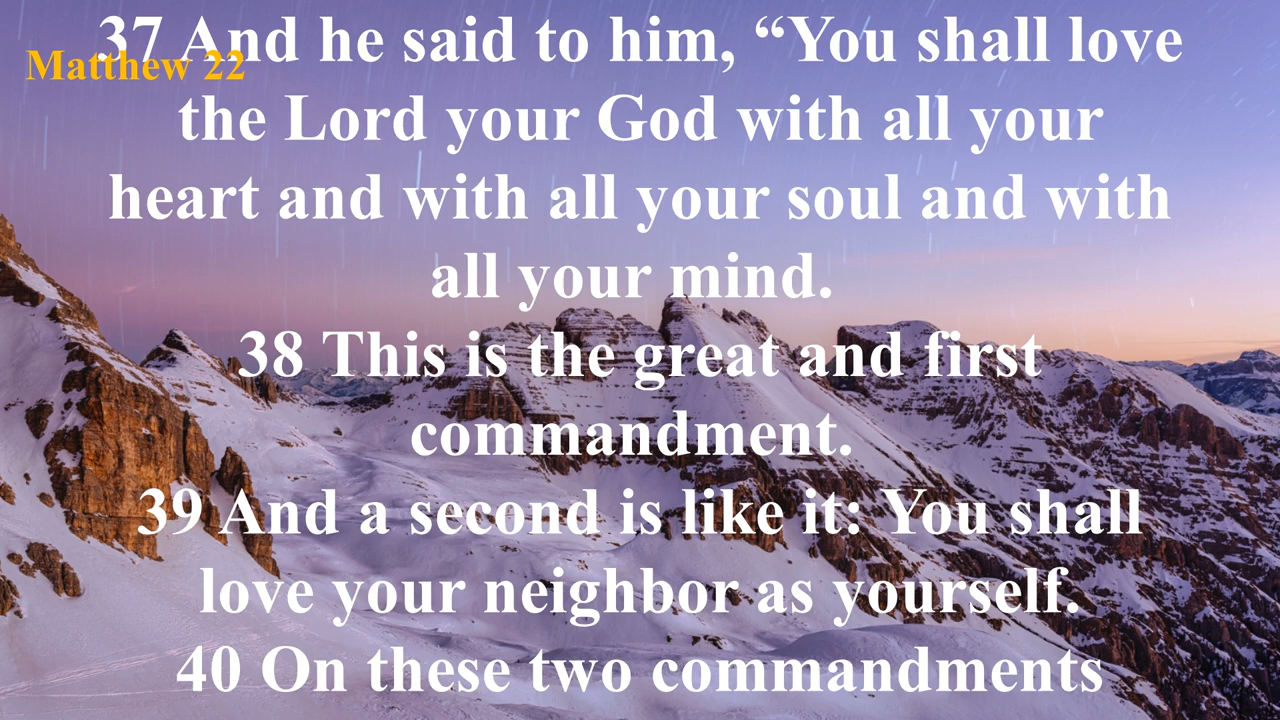 Matthew 22
37 And he said to him, “You shall love
the Lord your God with all your
heart and with all your soul and with
all your mind.
38 This is the great and first
commandment.
39 And a second is like it: You shall
love your neighbor as yourself.
40 On these two commandments